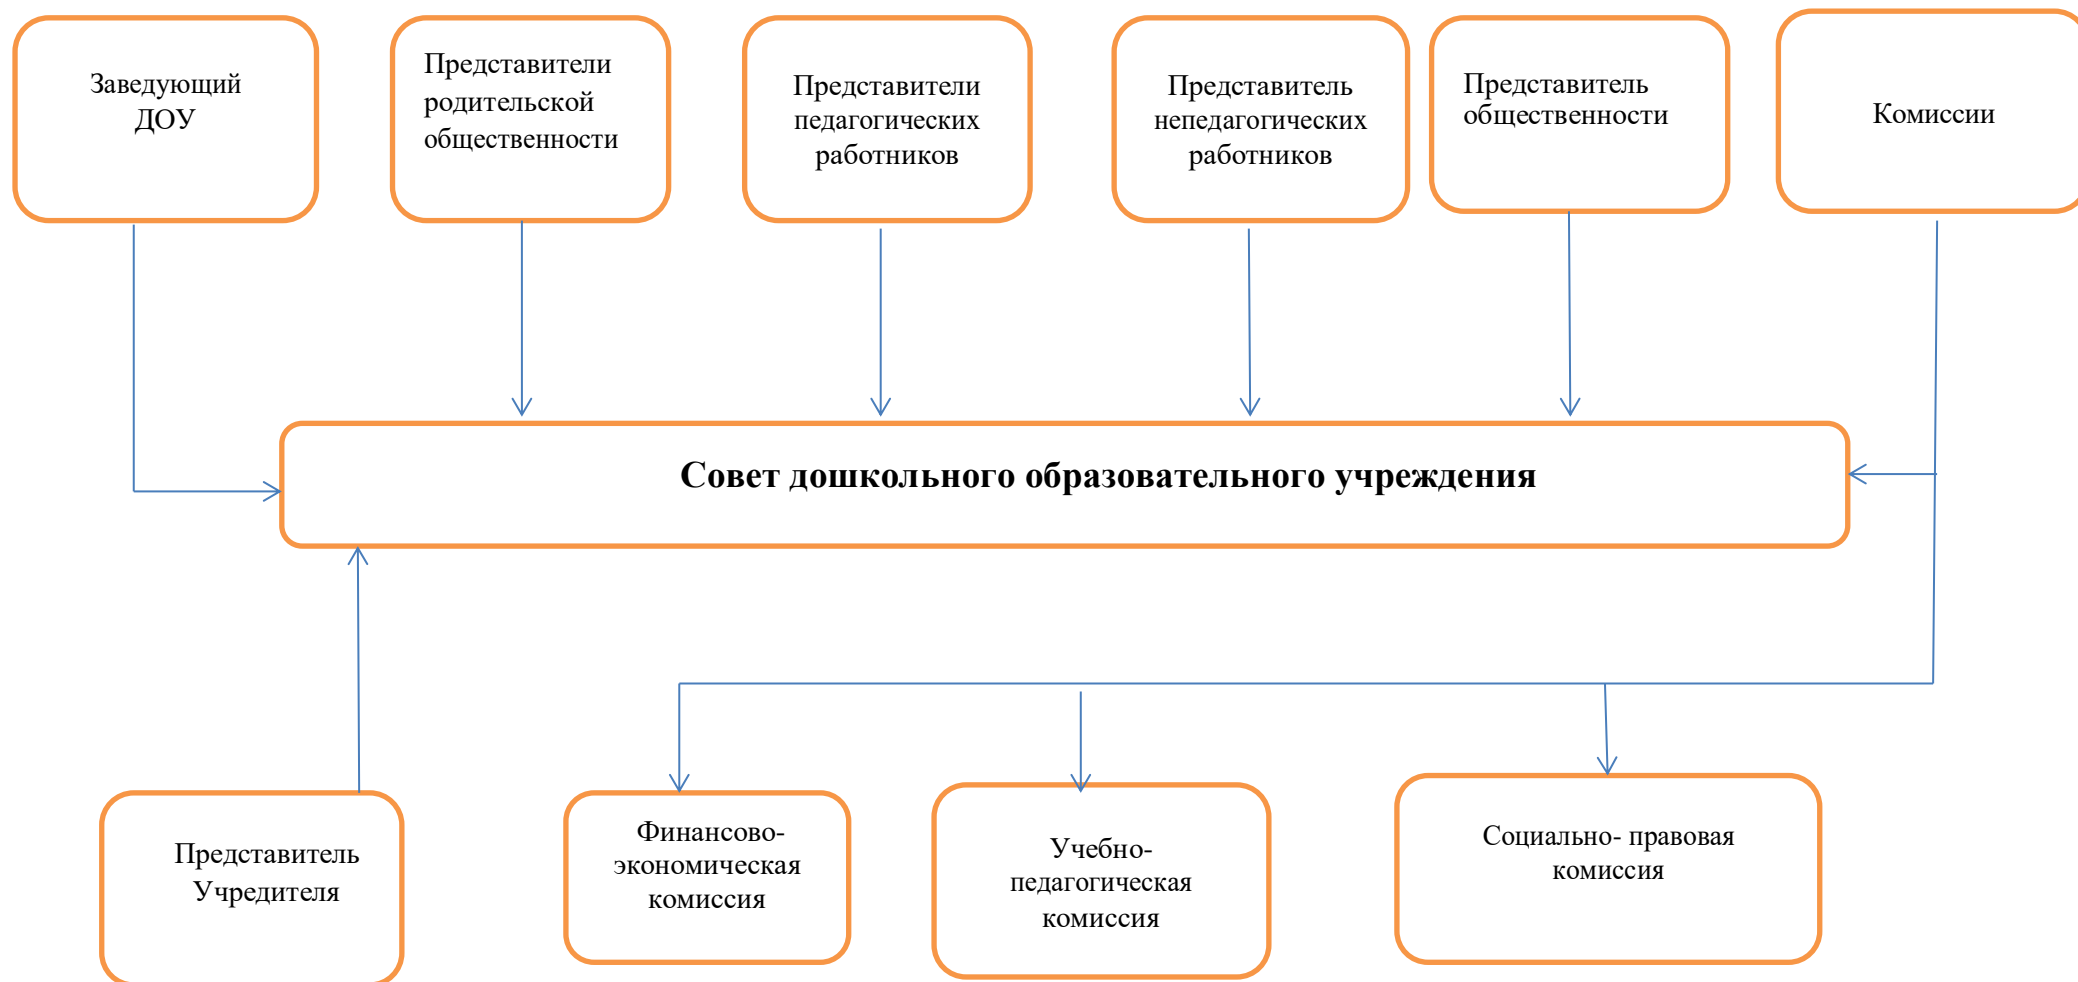 Заведующий
ДОУ
Представители
родительской
общественности
Представители
педагогических
работников
Представитель
непедагогических
работников
Представитель
общественности
Комиссии
Совет дошкольного образовательного учреждения
Представитель
Учредителя
Финансово-
экономическая
комиссия
Учебно-
педагогическая
комиссия
Социально- правовая
комиссия